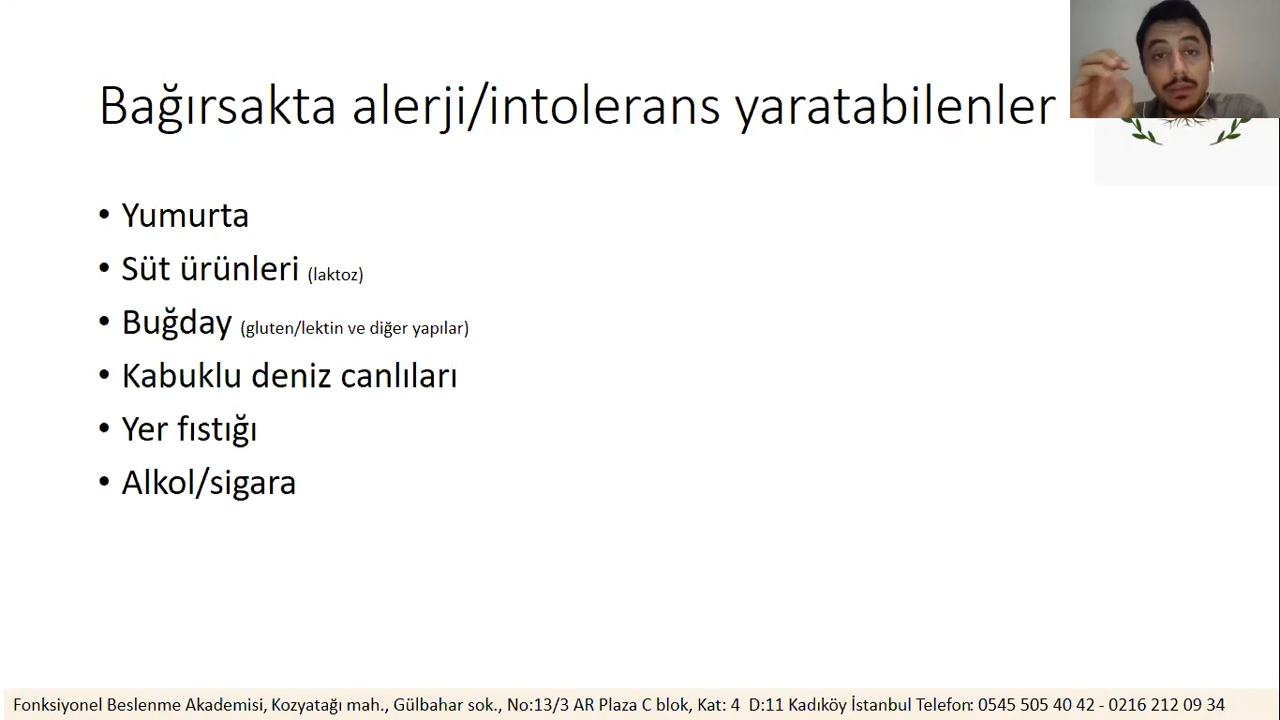 Bağırsakta alerji/intolerans yaratabilenler
• Yumurta
• Süt ürünleri (laktoz)
• Buğday (gluten/lektin ve diğer yapılar)
• Kabuklu deniz canlıları
• Yer fıstığı
• Alkol/sigara
Fonksiyonel Beslenme Akademisi, Kozyatağı mah., Gülbahar sok., No:13/3 AR Plaza C blok, Kat: 4 D:11 Kadıköy İstanbul Telefon: 0545 505 40 42 - 0216 212 09 34